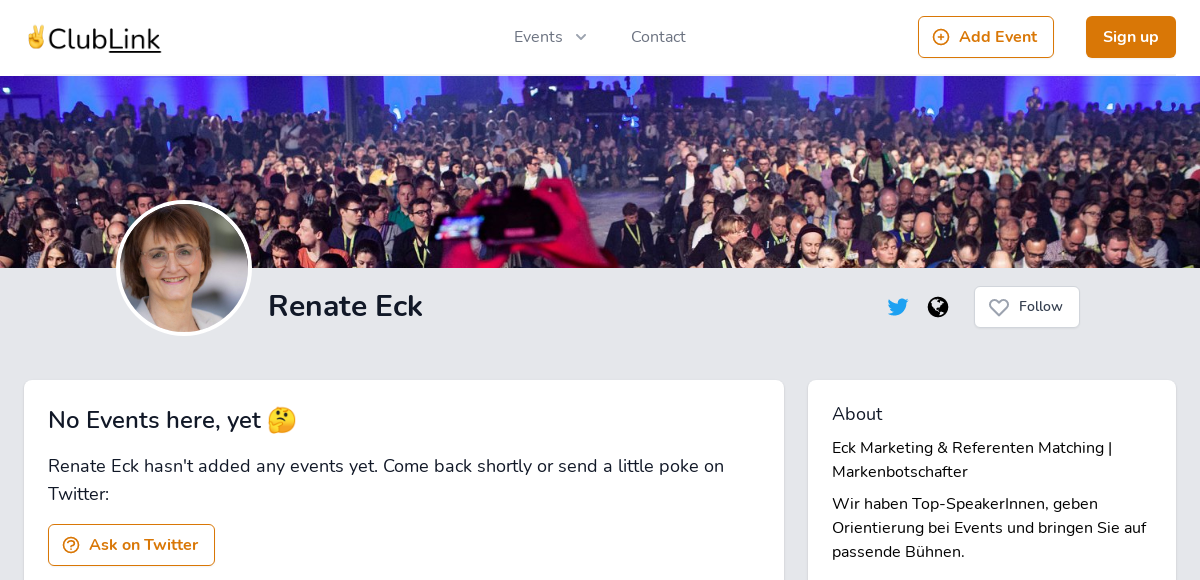 ✌️ClubLink
Events
Contact
Add Event
Sign up
Renate Eck
Follow
No Events here, yet 🤔
Renate Eck hasn't added any events yet. Come back shortly or send a little poke on
Twitter:
Ask on Twitter
About
Eck Marketing & Referenten Matching |
Markenbotschafter
Wir haben Top-SpeakerInnen, geben
Orientierung bei Events und bringen Sie auf
passende Bühnen.